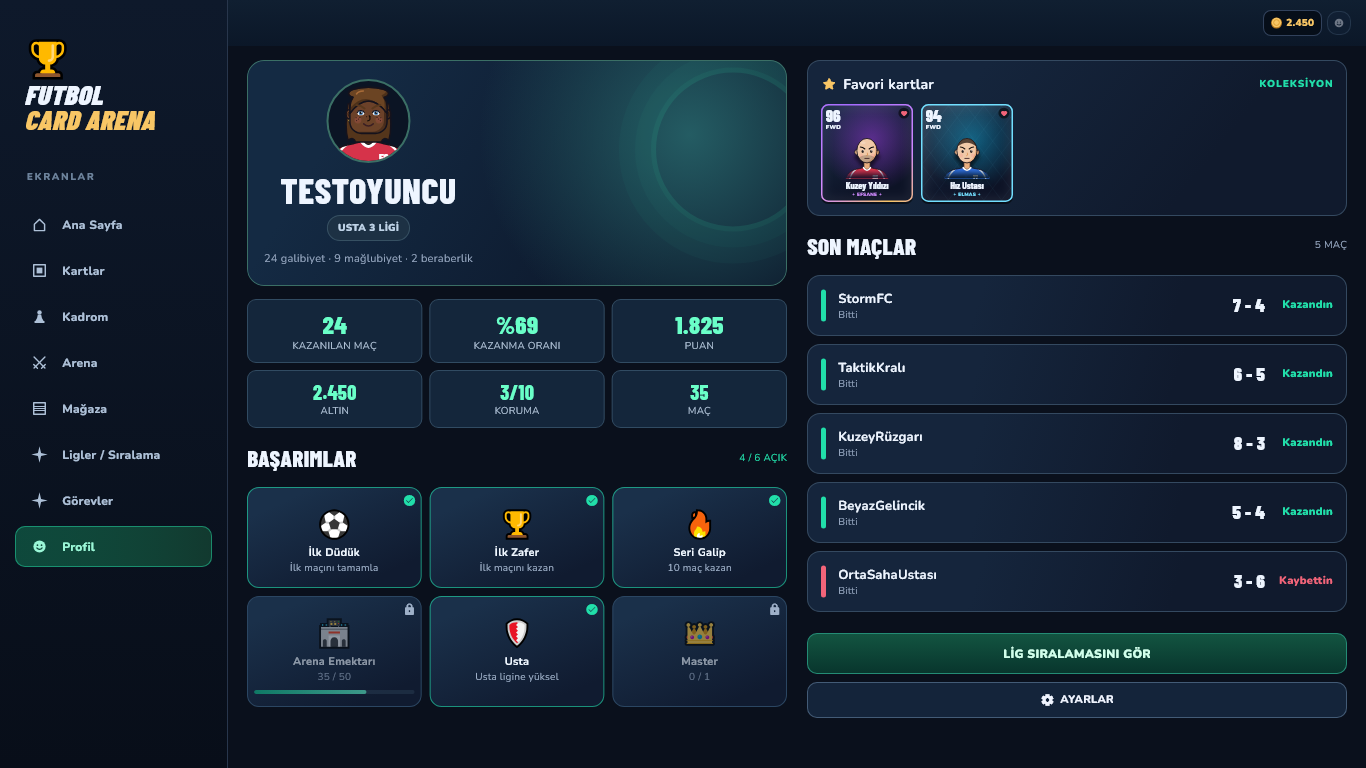 FUTBOL
CARD ARENA
EKRANLAR
Ana Sayfa
Kartlar
Kadrom
Arena
Mağaza
Ligler / Sıralama
Görevler
Profil
2.450
TESTOYUNCU
USTA 3 LİGİ
24 galibiyet · 9 mağlubiyet · 2 beraberlik
24
KAZANILAN MAÇ
%69
KAZANMA ORANI
1.825
PUAN
2.450
ALTIN
3/10
KORUMA
35
MAÇ
BAŞARIMLAR
4 / 6 AÇIK
İlk Düdük
İlk maçını tamamla
İlk Zafer
İlk maçını kazan
Seri Galip
10 maç kazan
Arena Emektarı
35 / 50
Usta
Usta ligine yüksel
Master
0 / 1
Favori kartlar
KOLEKSİYON
96
FWD
Kuzey Yıldızı
• EFSANE •
94
FWD
Hız Ustası
• ELMAS •
SON MAÇLAR
5 MAÇ
StormFC
Bitti
7 - 4
Kazandın
TaktikKralı
Bitti
6 - 5
Kazandın
KuzeyRüzgarı
Bitti
8 - 3
Kazandın
BeyazGelincik
Bitti
5 - 4
Kazandın
OrtaSahaUstası
Bitti
3 - 6
Kaybettin
LİG SIRALAMASINI GÖR
AYARLAR